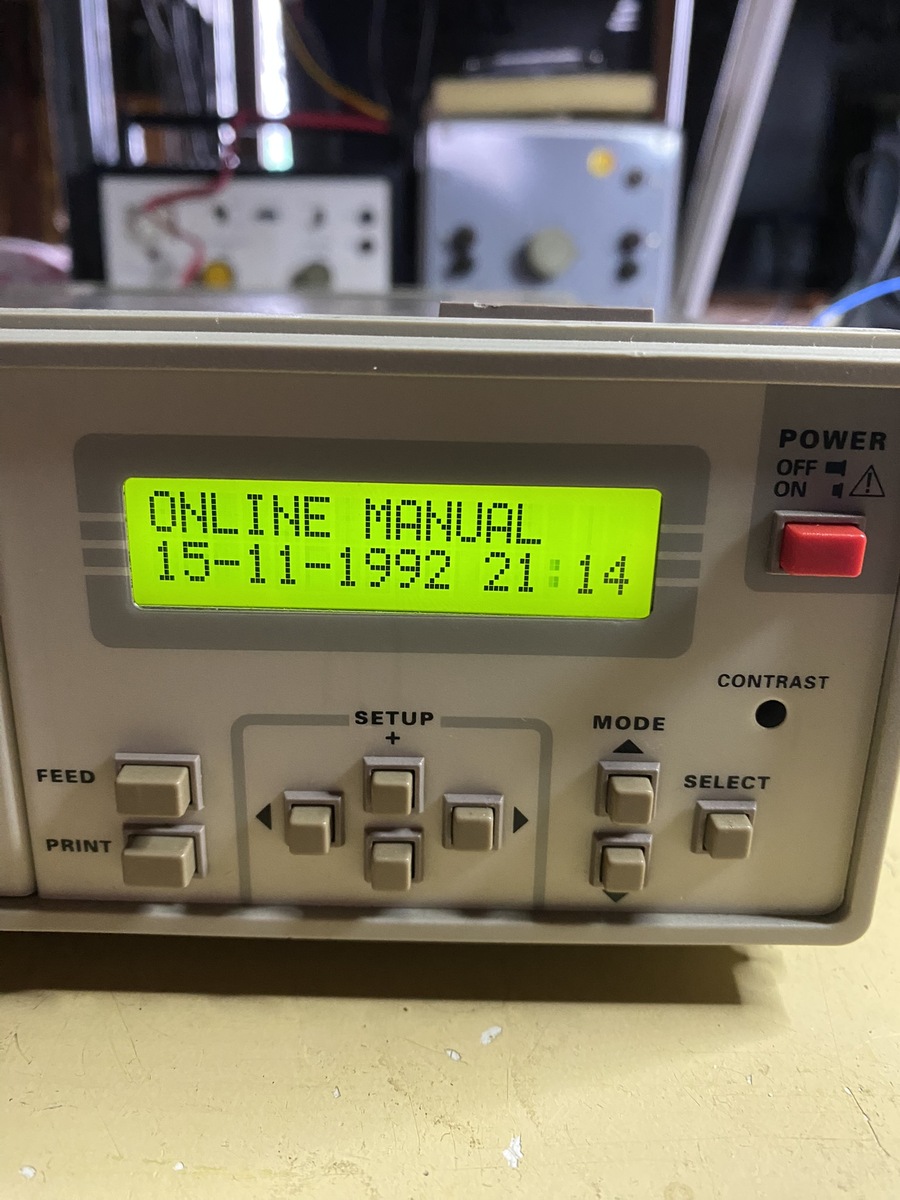 POWER
OFF
ON
ONLINE MANUAL
15-11-1992 21:14
CONTRAST
SETUP
+
MODE
FEED
SELECT
PRINT